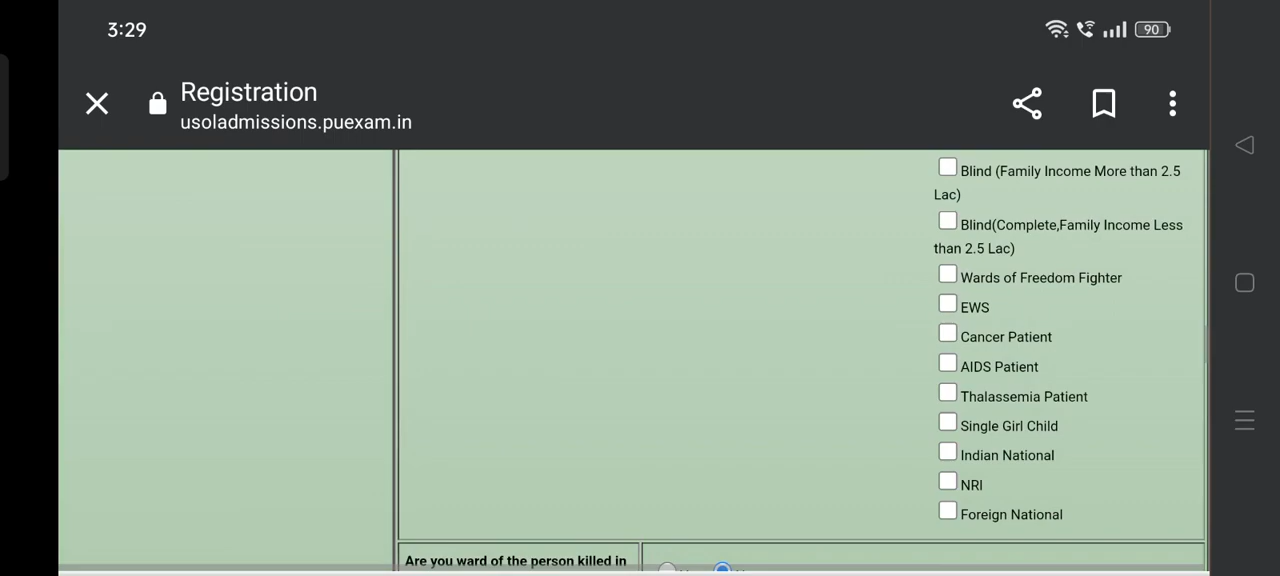 3:29
90
Registration
usoladmissions.puexam.in
Blind (Family Income More than 2.5
Lac)
Blind(Complete,Family Income Less
than 2.5 Lac)
Wards of Freedom Fighter
EWS
Cancer Patient
AIDS Patient
Thalassemia Patient
Single Girl Child
Indian National
NRI
Foreign National
Are you ward of the person killed in